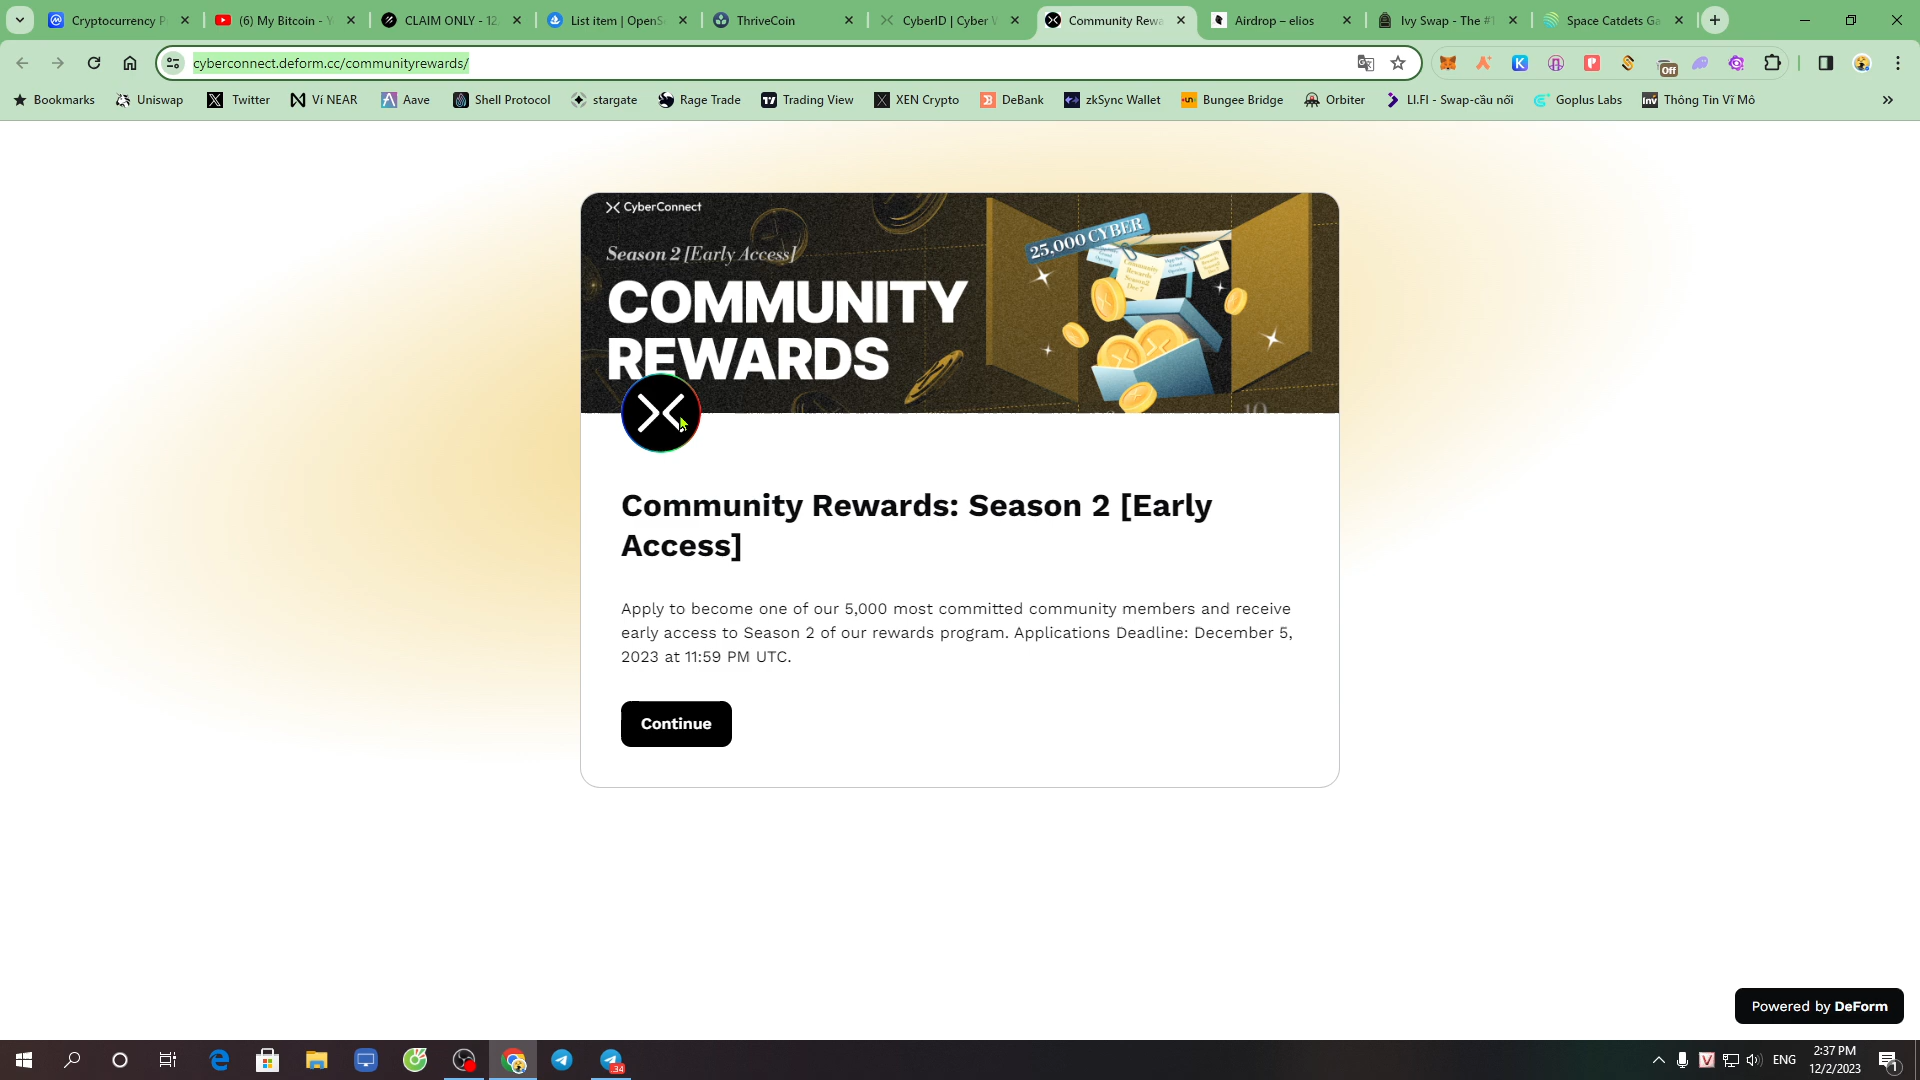 Cryptocurrency P
(6) My Bitcoin - Y
CLAIM ONLY - 12.
List item | OpenS
ThriveCoin
CyberID | Cyber
Community Rewa
Airdrop – elios
Ivy Swap - The #1
Space Catdets Ga
cyberconnect.deform.cc/communityrewards/
Off
Bookmarks
Uniswap
Twitter
Ví NEAR
Aave
Shell Protocol
stargate
Rage Trade
Trading View
XEN Crypto
DeBank
zkSync Wallet
Bungee Bridge
Orbiter
LI.FI - Swap-cầu nối
Goplus Labs
Inv
Thông Tin Vĩ Mô
CyberConnect
Season 2 [Early Access]
COMMUNITY
REWARDS
25,000 CYBER
Community Rewards: Season 2 [Early
Access]
Apply to become one of our 5,000 most committed community members and receive
early access to Season 2 of our rewards program. Applications Deadline: December 5,
2023 at 11:59 PM UTC.
Continue
Powered by DeForm
34
ENG
2:37 PM
12/2/2023
1